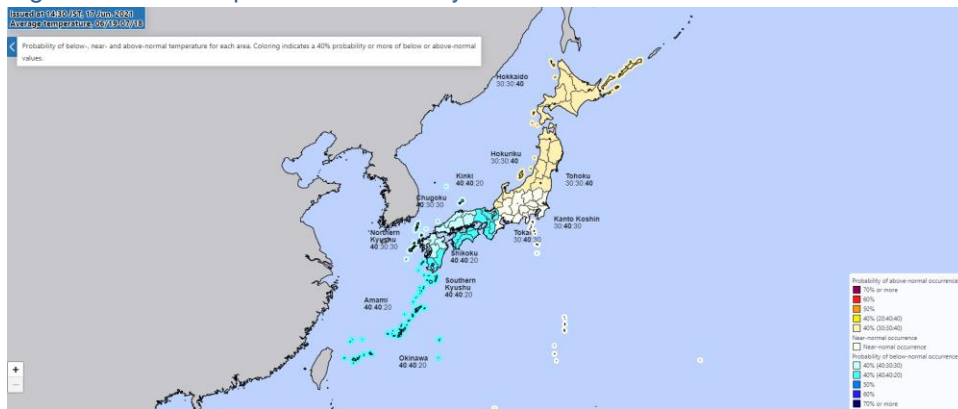 Issued at 14:30 JST, 17 Jun. 2021
Average temperature, 06/19-07/18
Probability of below-, near- and above-normal temperature for each area. Coloring indicates a 40% probability or more of below or above-normal
values.
Hokkaido
30:30:40
Hokuriku
30:30:40
Tohoku
30:30:40
Kinki
40:40:20
Chugoku
40:30:30
Kanto Koshin
30:40:30
Tokai
30:40:30
Northern
Kyushu
40:30:30
Shikoku
40:40:20
Southern
Kyushu
40:40:20
Amami
40:40:20
Okinawa
40:40:20
+
−
Probability of above-normal occurrence
70% or more
60%
50%
40% (20:40:40)
40% (30:30:40)
Near-normal occurrence
Near-nomal occurrence
Probability of below-normal occurrence
40% (40:30:30)
40% (40:40:20)
50%
60%
70% or more